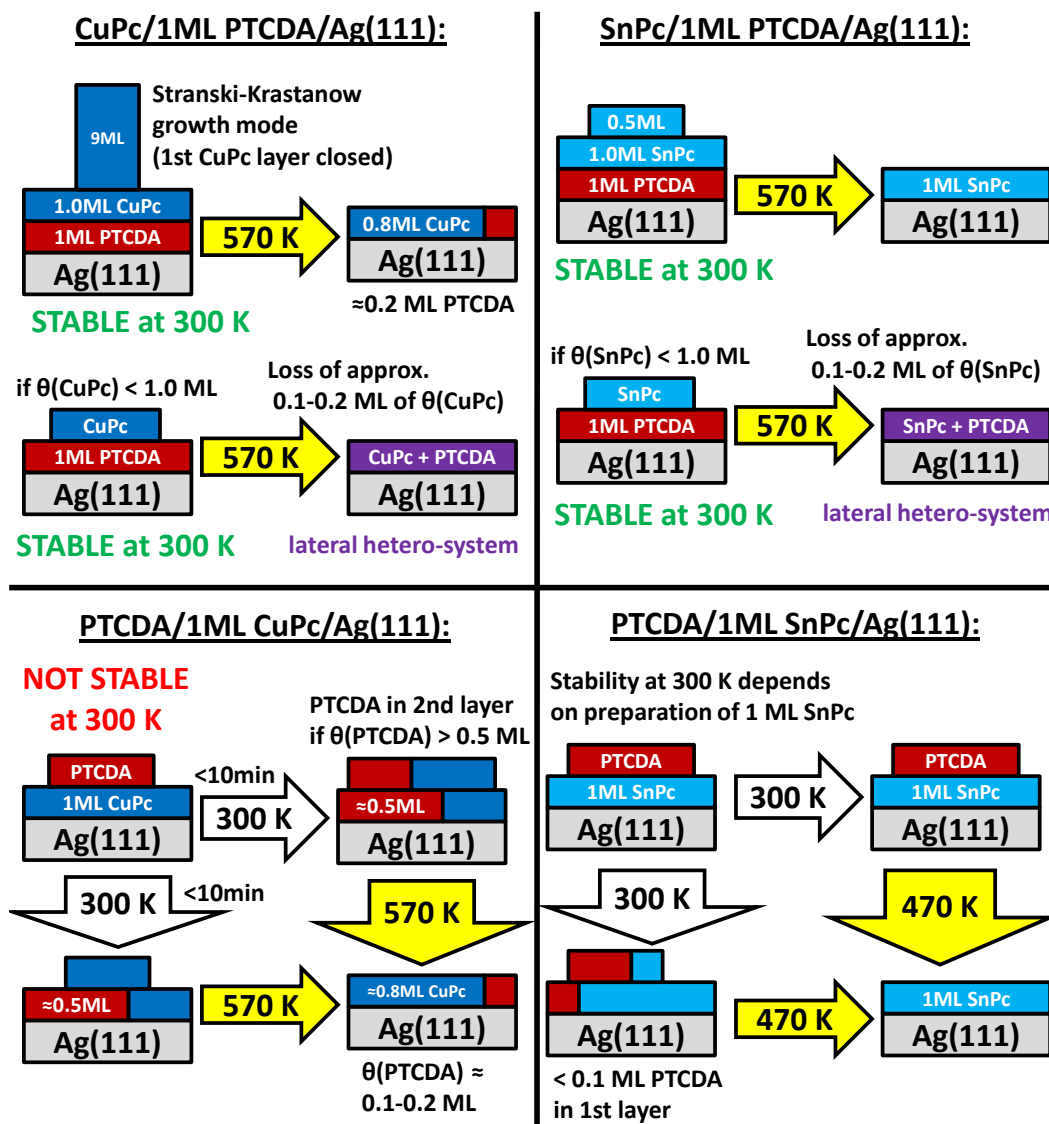 CuPc/1ML PTCDA/Ag(111):
Stranski-Krastanow
growth mode
(1st CuPc layer closed)
9ML
1.0ML CuPc
1ML PTCDA
Ag(111)
570 K
0.8ML CuPc
Ag(111)
≈0.2 ML PTCDA
STABLE at 300 K
if θ(CuPc) < 1.0 ML
Loss of approx.
0.1-0.2 ML of θ(CuPc)
CuPc
1ML PTCDA
Ag(111)
570 K
CuPc + PTCDA
Ag(111)
STABLE at 300 K
lateral hetero-system
SnPc/1ML PTCDA/Ag(111):
0.5ML
1.0ML SnPc
1ML PTCDA
Ag(111)
570 K
1ML SnPc
Ag(111)
STABLE at 300 K
if θ(SnPc) < 1.0 ML
Loss of approx.
0.1-0.2 ML of θ(SnPc)
SnPc
1ML PTCDA
Ag(111)
570 K
SnPc + PTCDA
Ag(111)
STABLE at 300 K
lateral hetero-system
PTCDA/1ML CuPc/Ag(111):
NOT STABLE
at 300 K
PTCDA in 2nd layer
if θ(PTCDA) > 0.5 ML
PTCDA
1ML CuPc
Ag(111)
<10min
300 K
≈0.5ML
Ag(111)
300 K
<10min
570 K
≈0.5ML
Ag(111)
570 K
≈0.8ML CuPc
Ag(111)
θ(PTCDA) ≈
0.1-0.2 ML
PTCDA/1ML SnPc/Ag(111):
Stability at 300 K depends
on preparation of 1 ML SnPc
PTCDA
1ML SnPc
Ag(111)
300 K
PTCDA
1ML SnPc
Ag(111)
300 K
470 K
Ag(111)
470 K
1ML SnPc
Ag(111)
< 0.1 ML PTCDA
in 1st layer